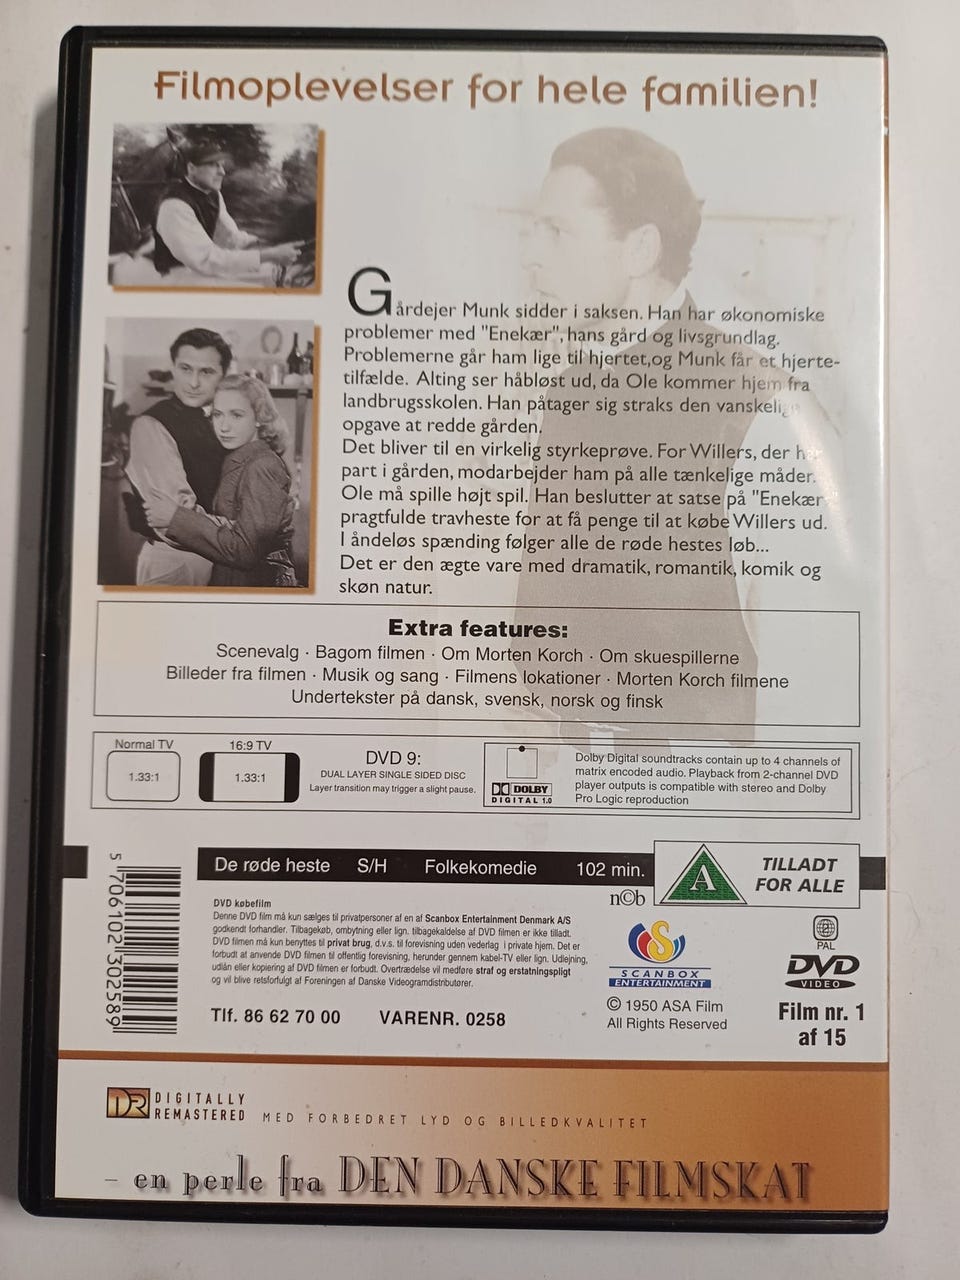 Filmoplevelser for hele familien!
Gårdejer Munk sidder i saksen. Han har økonomiske
problemer med "Enekær", hans gård og livsgrundlag.
Problemerne går ham lige til hjertet,og Munk får et hjerte-
tilfælde. Alting ser håbløst ud, da Ole kommer hjem fra
landbrugsskolen. Han påtager sig straks den vanskelige
opgave at redde gården.
Det bliver til en virkelig styrkeprøve. For Willers, der har
part i gården, modarbejder ham på alle tænkelige måder.
Ole må spille højt spil. Han beslutter at satse på "Enekær
pragtfulde travheste for at få penge til at købe Willers ud.
I åndeløs spænding følger alle de røde hestes løb...
Det er den ægte vare med dramatik, romantik, komik og
skøn natur.
Extra features:
Scenevalg · Bagom filmen · Om Morten Korch · Om skuespillerne
Billeder fra filmen · Musik og sang · Filmens lokationer · Morten Korch filmene
Undertekster på dansk, svensk, norsk og finsk
Normal TV
1.33:1
16:9 TV
1.33:1
DVD 9:
DUAL LAYER SINGLE SIDED DISC
Layer transition may trigger a slight pause.
DOLBY
DIGITAL 1.0
Dolby Digital soundtracks contain up to 4 channels of
matrix encoded audio. Playback from 2-channel DVD
player outputs is compatible with stereo and Dolby
Pro Logic reproduction
5 706102 302589
De røde heste S/H Folkekomedie 102 min.
A
TILLADT
FOR ALLE
n©b
DVD købefilm
Denne DVD film må kun sælges til privatpersoner af en af Scanbox Entertainment Denmark A/S
godkendt forhandler. Tilbagekøb, ombytning eller lign. tilbagekaldelse af DVD filmen er ikke tilladt.
DVD filmen må kun benyttes til privat brug, d.v.s. til forevisning uden vederlag i private hjem. Det er
forbudt at anvende DVD filmen til offentlig forevisning, herunder gennem kabel-TV eller lign. Udlejning,
udlån eller kopiering af DVD filmen er forbudt. Overtrædelse vil medføre straf og erstatningspligt
og vil blive retsforfulgt af Foreningen af Danske Videogramdistributører.
Tlf. 86 62 70 00 VARENR. 0258
SCANBOX
ENTERTAINMENT
© 1950 ASA Film
All Rights Reserved
2
PAL
DVD
VIDEO
Film nr. 1
af 15
DR DIGITALLY
REMASTERED MED FORBEDRET LYD OG BILLEDKVALITET
– en perle fra DEN DANSKE FILMSKAT